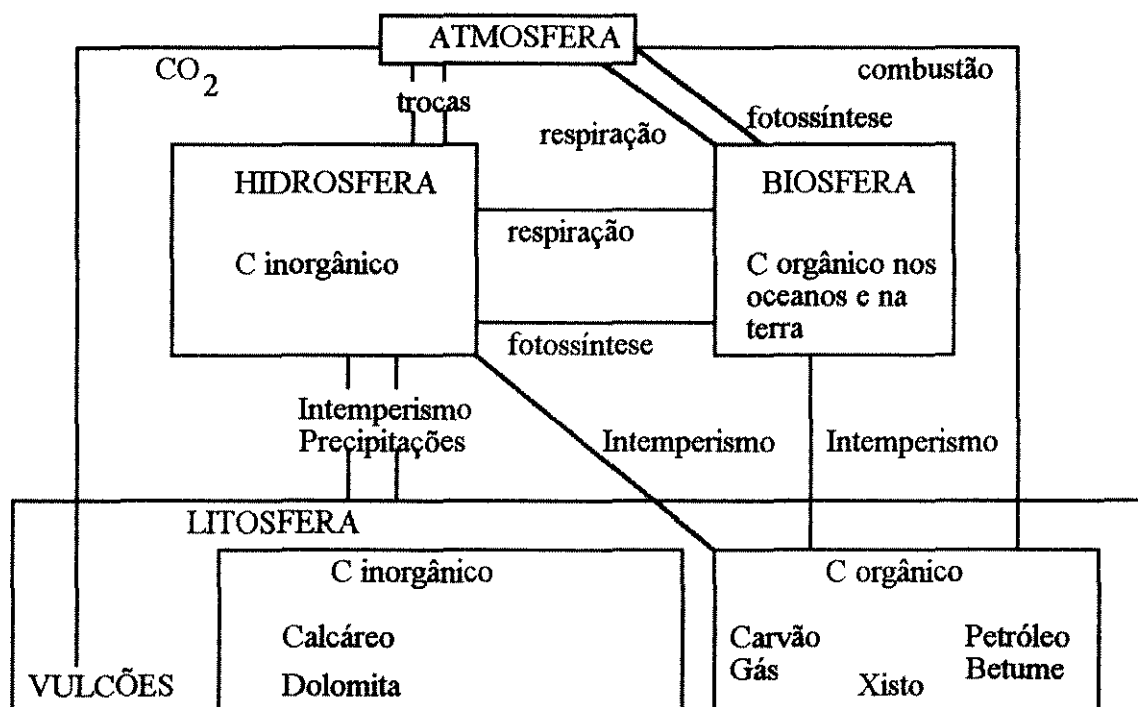 ATMOSFERA
CO2
combustão
trocas
fotossíntese
respiração
HIDROSFERA
BIOSFERA
respiração
C inorgânico
C orgânico nos
oceanos e na
terra
fotossíntese
Intemperismo
Precipitações
Intemperismo
Intemperismo
LITOSFERA
C inorgânico
C orgânico
Calcáreo
Carvão
Petróleo
Gás
Betume
VULCÕES
Dolomita
Xisto